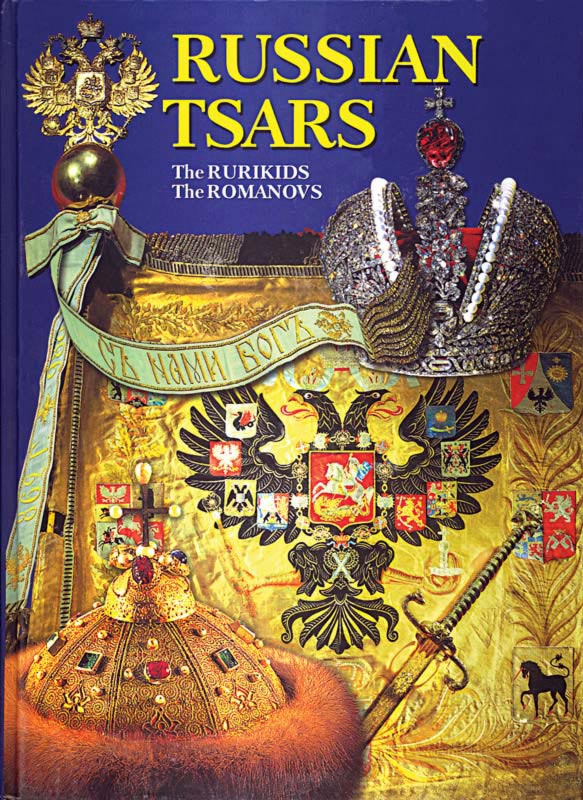 RUSSIAN
TSARS
The RURIKIDS
The ROMANOVS
СЪ НАМИ БОГЪ